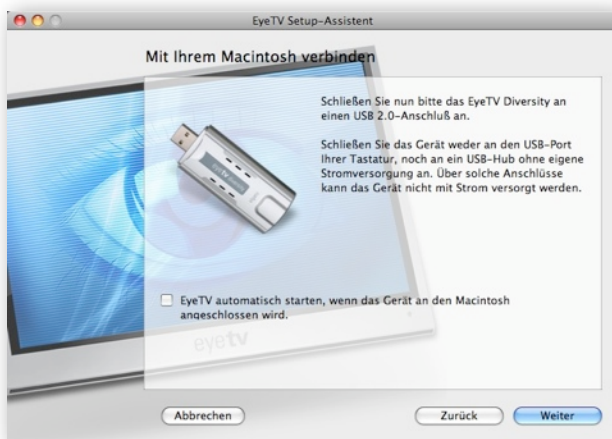 EyeTV Setup-Assistent
Mit Ihrem Macintosh verbinden
Schließen Sie nun bitte das EyeTV Diversity an
einen USB 2.0-Anschluß an.
Schließen Sie das Gerät weder an den USB-Port
Ihrer Tastatur, noch an ein USB-Hub ohne eigene
Stromversorgung an. Über solche Anschlüsse
kann das Gerät nicht mit Strom versorgt werden.
EyeTV automatisch starten, wenn das Gerät an den Macintosh
angeschlossen wird.
eyetv
Abbrechen
Zurück
Weiter